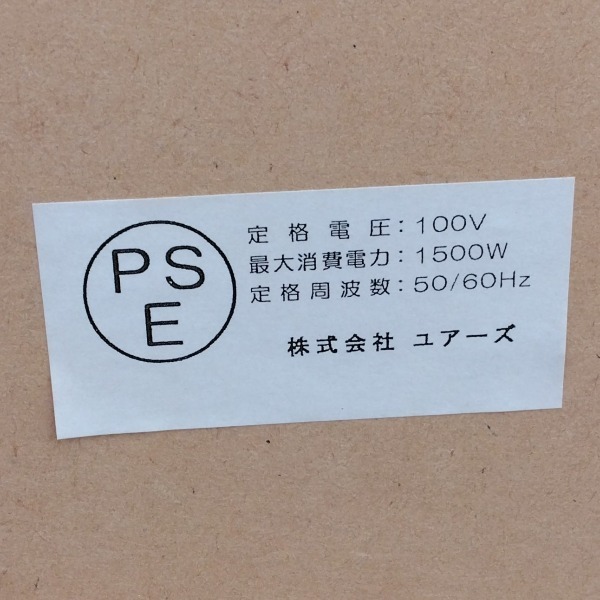 PS
E
定格電圧：100V
最大消費電力：1500W
定格周波数：50/60Hz
株式会社 ユアーズ